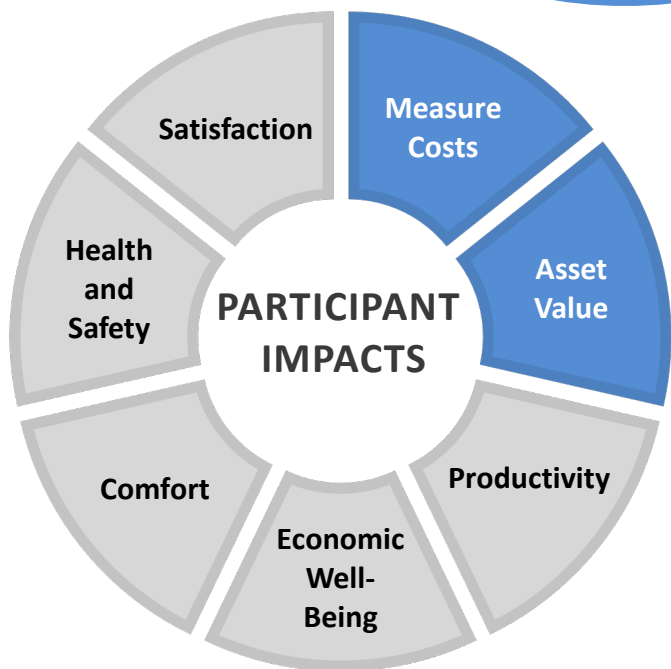 PARTICIPANT
IMPACTS
Measure
Costs
Asset
Value
Productivity
Economic
Well-
Being
Comfort
Health
and
Safety
Satisfaction